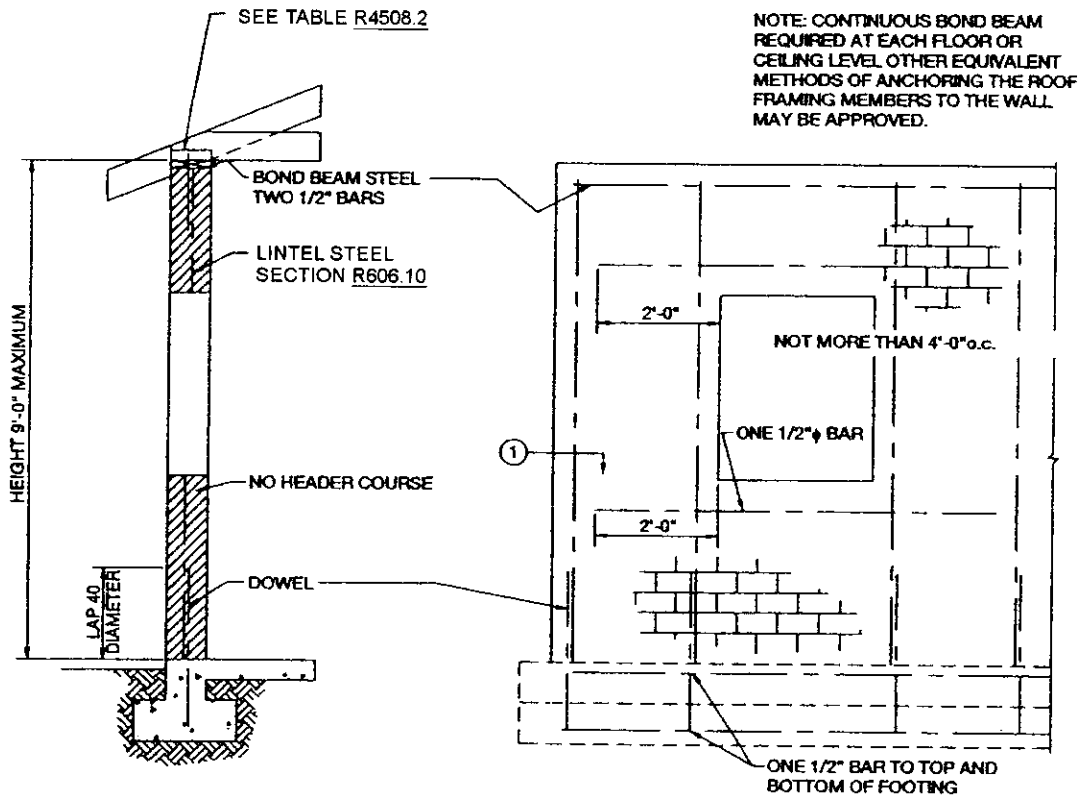 SEE TABLE R4508.2
NOTE: CONTINUOUS BOND BEAM
REQUIRED AT EACH FLOOR OR
CEILING LEVEL OTHER EQUIVALENT
METHODS OF ANCHORING THE ROOF
FRAMING MEMBERS TO THE WALL
MAY BE APPROVED.
BOND BEAM STEEL
TWO 1/2" BARS
LINTEL STEEL
SECTION R606.10
HEIGHT 9'-0" MAXIMUM
2'-0"
NOT MORE THAN 4'-0"o.c.
ONE 1/2"ϕ BAR
1
NO HEADER COURSE
2'-0"
LAP 40
DIAMETER
DOWEL
ONE 1/2" BAR TO TOP AND
BOTTOM OF FOOTING